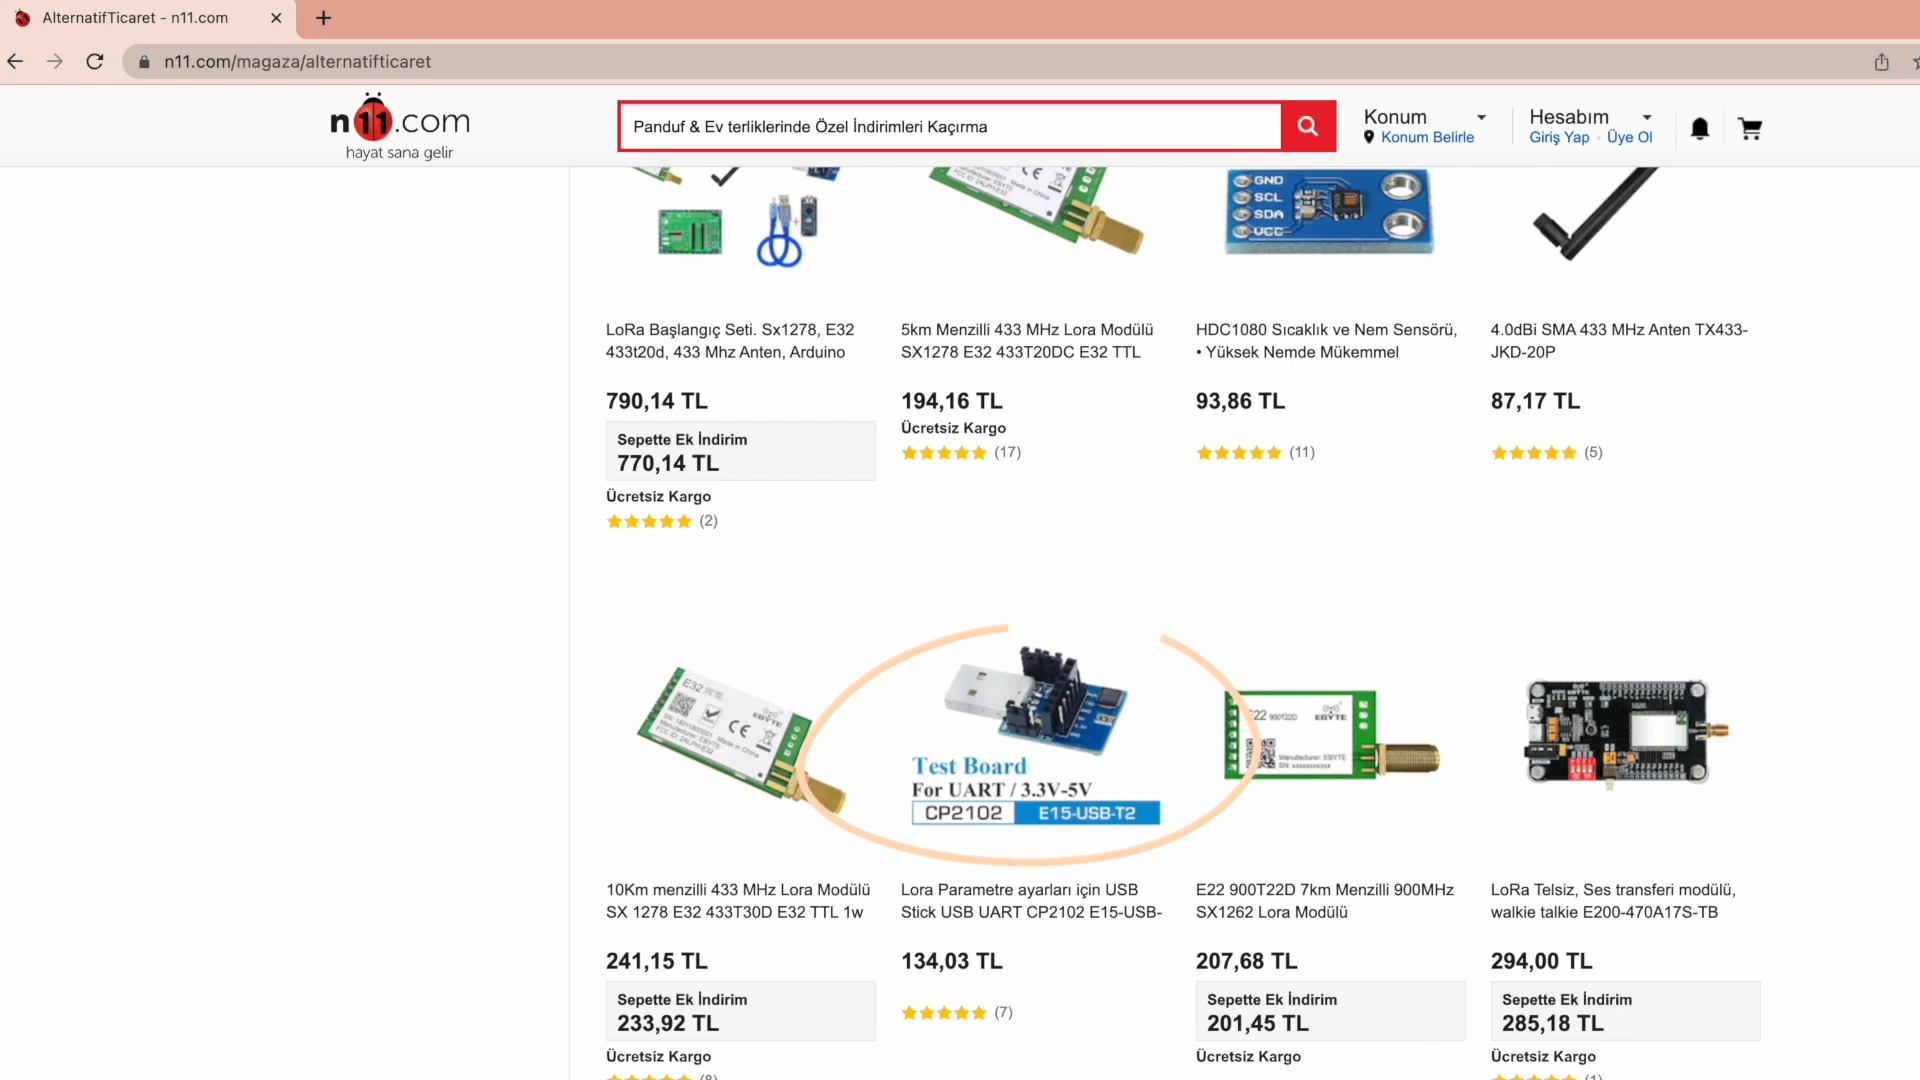 AlternatifTicaret - n11.com
n11.com/magaza/alternatifticaret
n11.com
hayat sana gelir
Panduf & Ev terliklerinde Özel İndirimleri Kaçırma
Konum
Konum Belirle
Hesabım
Giriş Yap • Üye Ol
GND
SCL
SDA
VCC
LoRa Başlangıç Seti. Sx1278, E32
433t20d, 433 Mhz Anten, Arduino
790,14 TL
Sepette Ek İndirim
770,14 TL
Ücretsiz Kargo
(2)
5km Menzilli 433 MHz Lora Modülü
SX1278 E32 433T20DC E32 TTL
194,16 TL
Ücretsiz Kargo
(17)
HDC1080 Sıcaklık ve Nem Sensörü,
• Yüksek Nemde Mükemmel
93,86 TL
(11)
4.0dBi SMA 433 MHz Anten TX433-
JKD-20P
87,17 TL
(5)
E32
EBYTE
Test Board
For UART / 3.3V-5V
CP2102 E15-USB-T2
E22 900T22D
EBYTE
10Km menzilli 433 MHz Lora Modülü
SX 1278 E32 433T30D E32 TTL 1w
241,15 TL
Sepette Ek İndirim
233,92 TL
Ücretsiz Kargo
(8)
Lora Parametre ayarları için USB
Stick USB UART CP2102 E15-USB-
134,03 TL
(7)
E22 900T22D 7km Menzilli 900MHz
SX1262 Lora Modülü
207,68 TL
Sepette Ek İndirim
201,45 TL
Ücretsiz Kargo
LoRa Telsiz, Ses transferi modülü,
walkie talkie E200-470A17S-TB
294,00 TL
Sepette Ek İndirim
285,18 TL
Ücretsiz Kargo
(1)